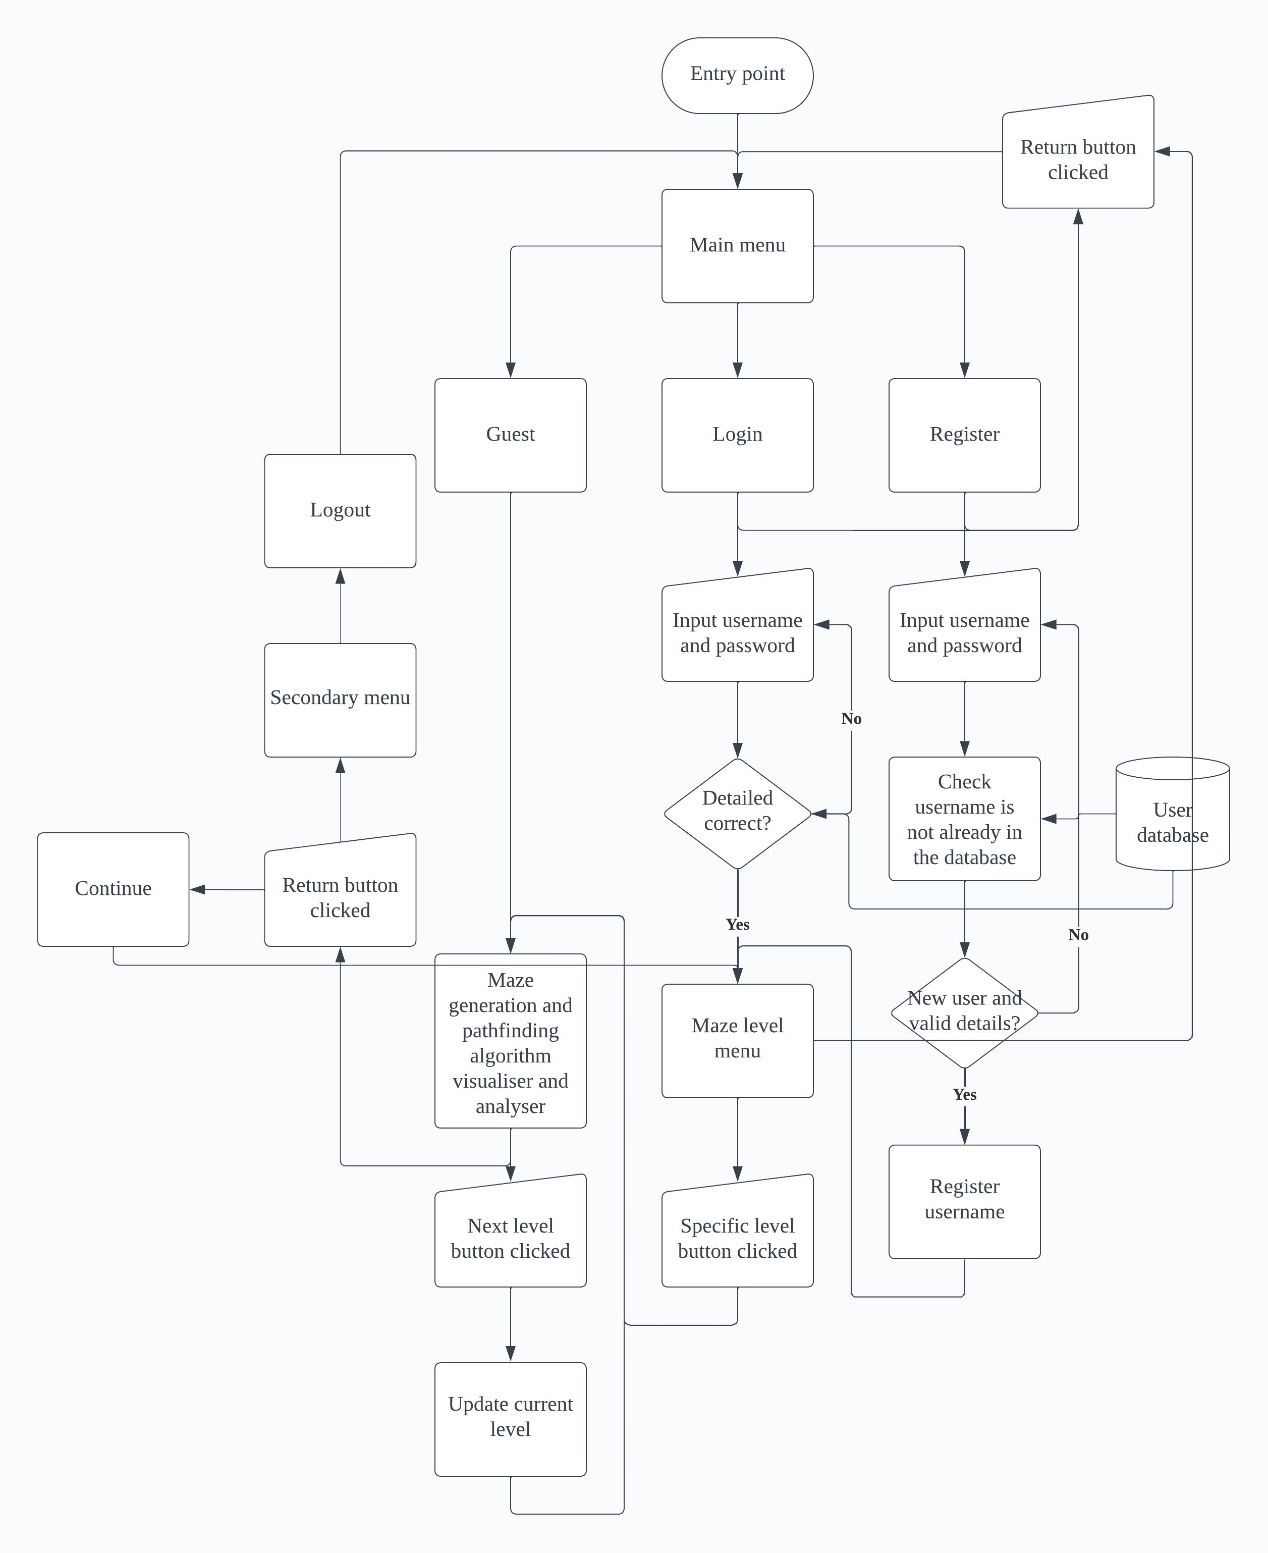 Entry point
Return button
clicked
Main menu
Guest
Login
Register
Logout
Input username
and password
Input username
and password
Secondary menu
No
Detailed
correct?
Check
username is
not already in
the database
User
database
Continue
Return button
clicked
Yes
No
Maze
generation and
pathfinding
algorithm
visualiser and
analyser
Maze level
menu
New user and
valid details?
Yes
Next level
button clicked
Specific level
button clicked
Register
username
Update current
level